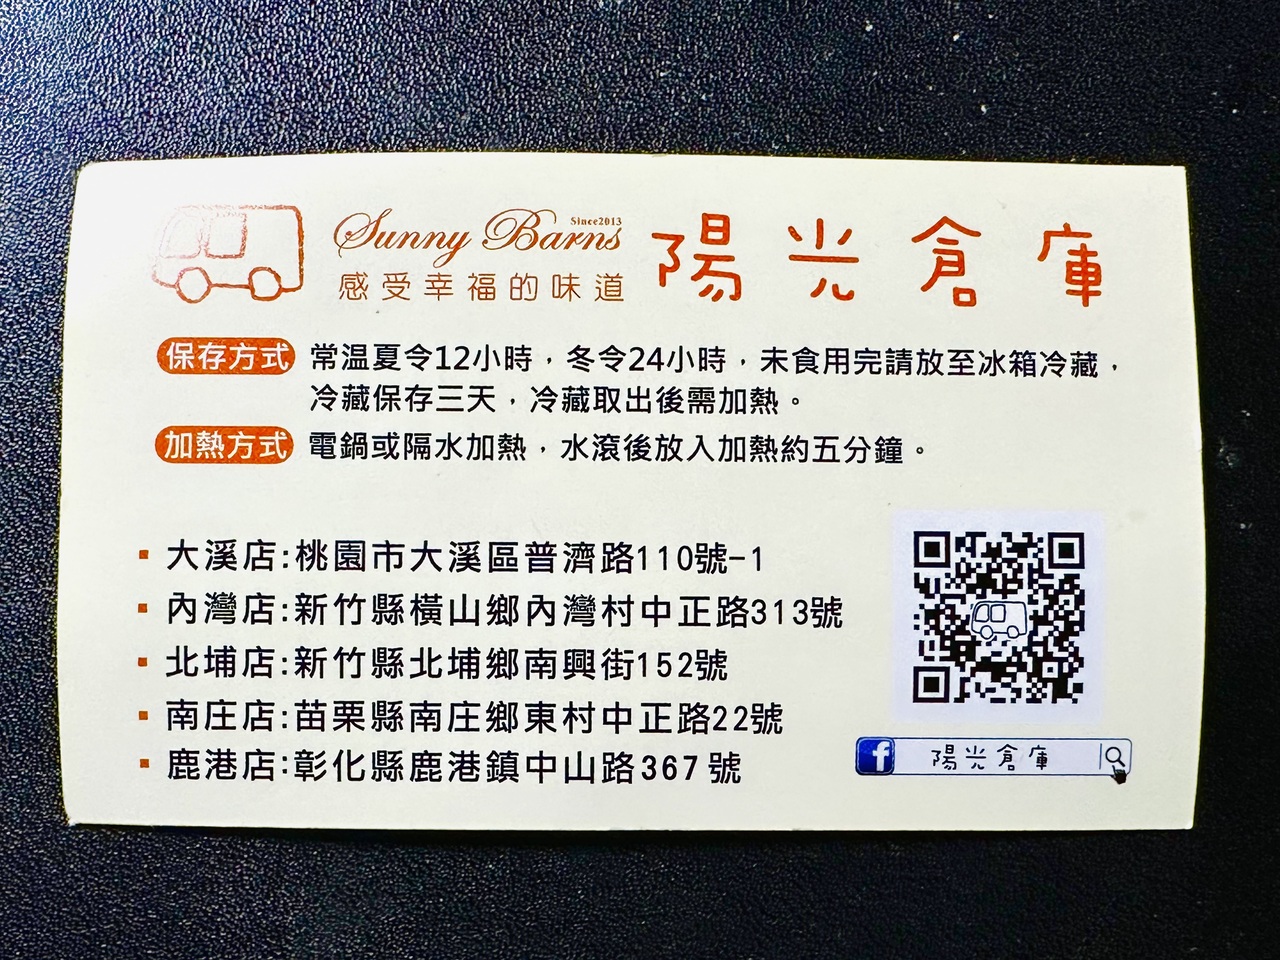 Sunny Barns Since2013
感受幸福的味道
陽光倉庫
保存方式 常温夏令12小時，冬令24小時，未食用完請放至冰箱冷藏，
冷藏保存三天，冷藏取出後需加熱。
加熱方式 電鍋或隔水加熱，水滾後放入加熱約五分鐘。
▪ 大溪店:桃園市大溪區普濟路110號-1
▪ 內灣店:新竹縣橫山鄉內灣村中正路313號
▪ 北埔店:新竹縣北埔鄉南興街152號
▪ 南庄店:苗栗縣南庄鄉東村中正路22號
▪ 鹿港店:彰化縣鹿港鎮中山路367號
f 陽光倉庫